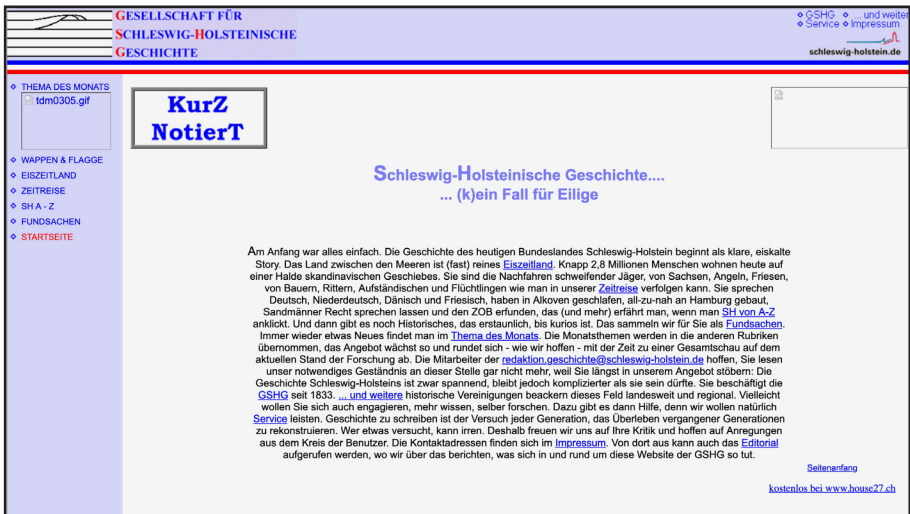 GESELLSCHAFT FÜR
SCHLESWIG-HOLSTEINISCHE
GESCHICHTE
GSHG ... und weiter
Service Impressum
schleswig-holstein.de
THEMA DES MONATS
tdm0305.gif
WAPPEN & FLAGGE
EISZEITLAND
ZEITREISE
SH A - Z
FUNDSACHEN
STARTSEITE
KurZ
NotierT
Schleswig-Holsteinische Geschichte....
... (k)ein Fall für Eilige
Am Anfang war alles einfach. Die Geschichte des heutigen Bundeslandes Schleswig-Holstein beginnt als klare, eiskalte
Story. Das Land zwischen den Meeren ist (fast) reines Eiszeitland. Knapp 2,8 Millionen Menschen wohnen heute auf
einer Halde skandinavischen Geschiebes. Sie sind die Nachfahren schweifender Jäger, von Sachsen, Angeln, Friesen,
von Bauern, Rittern, Aufständischen und Flüchtlingen wie man in unserer Zeitreise verfolgen kann. Sie sprechen
Deutsch, Niederdeutsch, Dänisch und Friesisch, haben in Alkoven geschlafen, all-zu-nah an Hamburg gebaut,
Sandmänner Recht sprechen lassen und den ZOB erfunden, das (und mehr) erfährt man, wenn man SH von A-Z
anklickt. Und dann gibt es noch Historisches, das erstaunlich, bis kurios ist. Das sammeln wir für Sie als Fundsachen.
Immer wieder etwas Neues findet man im Thema des Monats. Die Monatsthemen werden in die anderen Rubriken
übernommen, das Angebot wächst so und rundet sich - wie wir hoffen - mit der Zeit zu einer Gesamtschau auf dem
aktuellen Stand der Forschung ab. Die Mitarbeiter der redaktion.geschichte@schleswig-holstein.de hoffen, Sie lesen
unser notwendiges Geständnis an dieser Stelle gar nicht mehr, weil Sie längst in unserem Angebot stöbern: Die
Geschichte Schleswig-Holsteins ist zwar spannend, bleibt jedoch komplizierter als sie sein dürfte. Sie beschäftigt die
GSHG seit 1833. ... und weitere historische Vereinigungen beackern dieses Feld landesweit und regional. Vielleicht
wollen Sie sich auch engagieren, mehr wissen, selber forschen. Dazu gibt es dann Hilfe, denn wir wollen natürlich
Service leisten. Geschichte zu schreiben ist der Versuch jeder Generation, das Überleben vergangener Generationen
zu rekonstruieren. Wer etwas versucht, kann irren. Deshalb freuen wir uns auf Ihre Kritik und hoffen auf Anregungen
aus dem Kreis der Benutzer. Die Kontaktadressen finden sich im Impressum. Von dort aus kann auch das Editorial
aufgerufen werden, wo wir über das berichten, was sich in und rund um diese Website der GSHG so tut.
Seitenanfang
kostenlos bei www.house27.ch